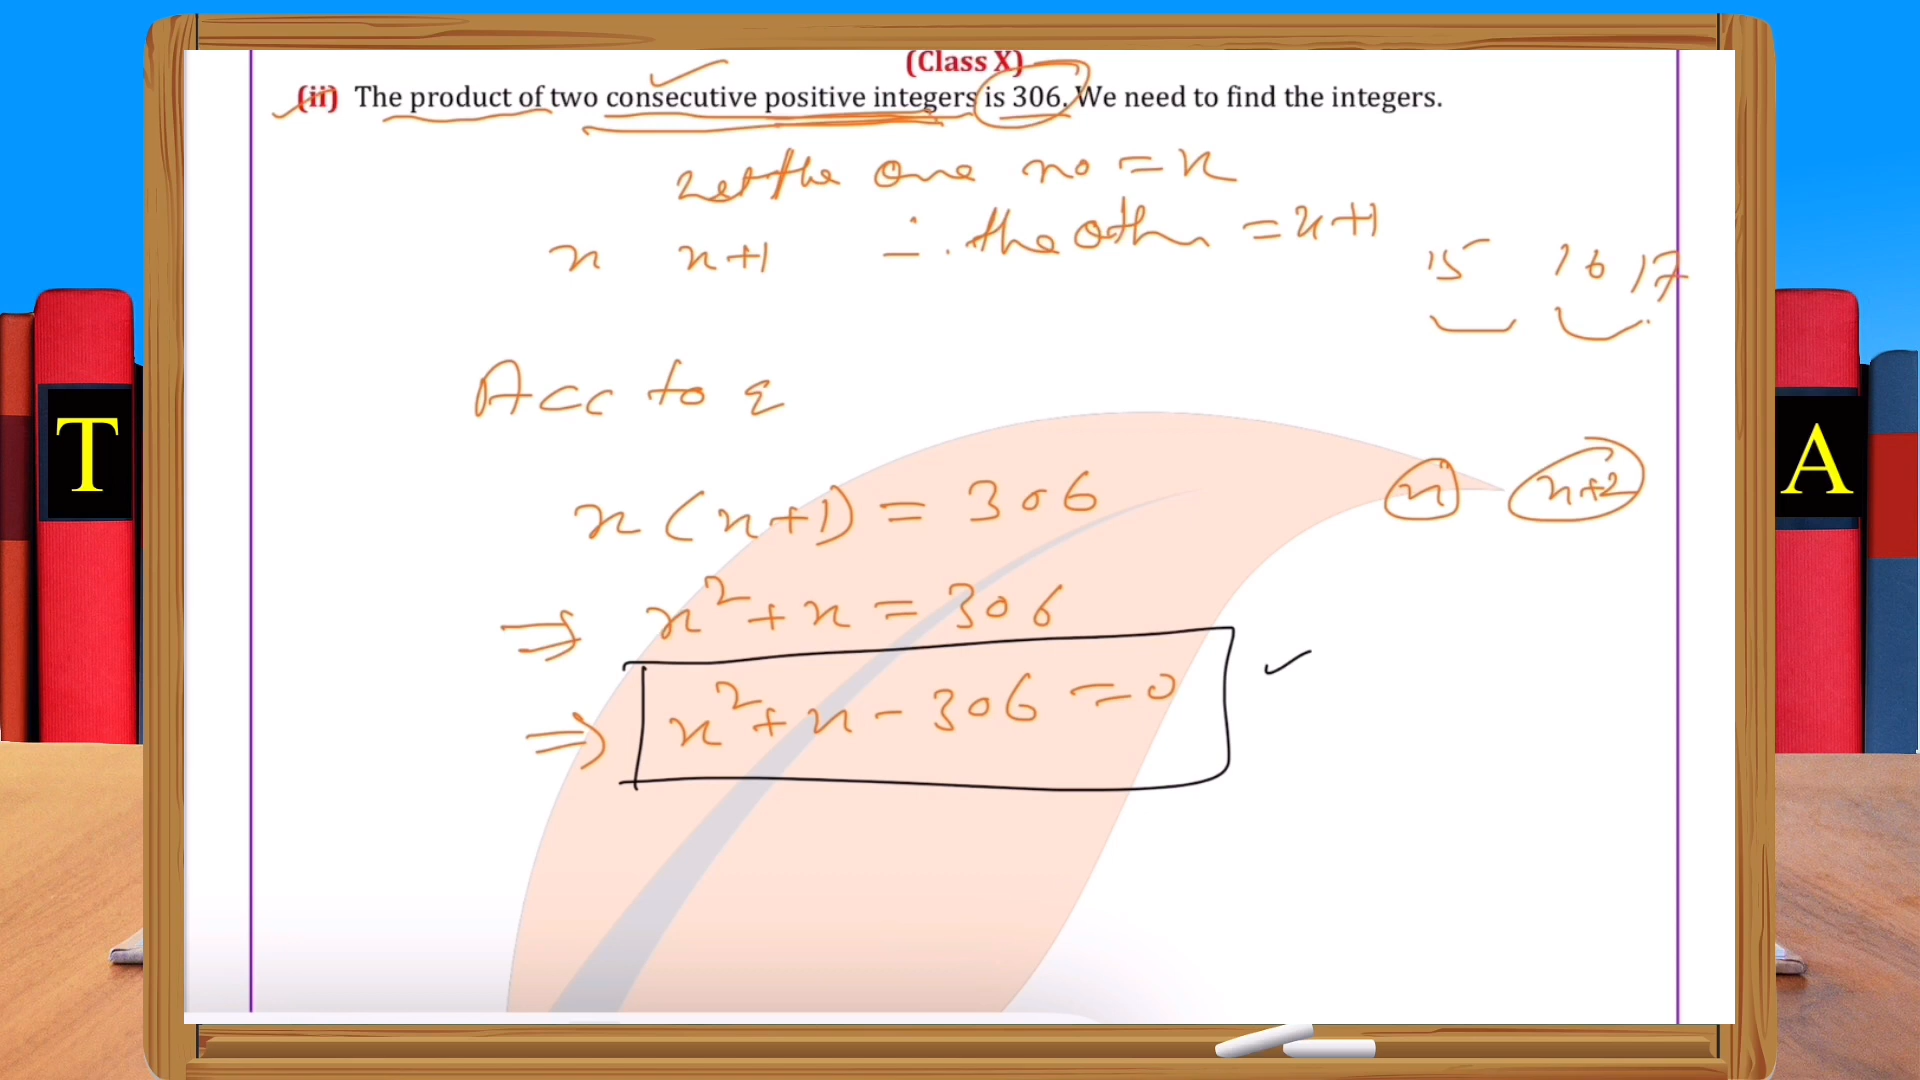 (Class X)
(ii) The product of two consecutive positive integers is 306. We need to find the integers.
Let the one no = x
x x+1 ∴ the other = x+1
15 16 17
Acc to q
x (x+1) = 306
x x+2
⇒ x² + x = 306
⇒ x² + x - 306 = 0
T
A